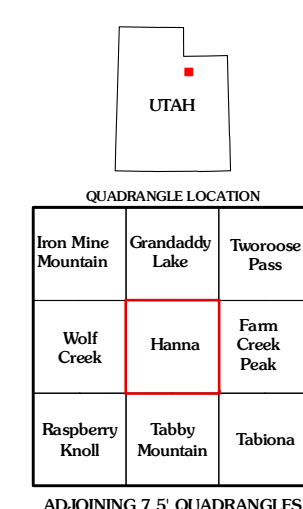 UTAH
QUADRANGLE LOCATION
Iron Mine
Mountain
Grandaddy
Lake
Tworoose
Pass
Wolf
Creek
Hanna
Farm
Creek
Peak
Raspberry
Knoll
Tabby
Mountain
Tabiona
ADJOINING 7.5' QUADRANGLES